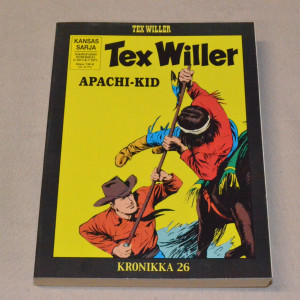 TEX WILLER
KANSAS
SARJA
Tex Willer
APACHI-KID
KRONIKKA 26